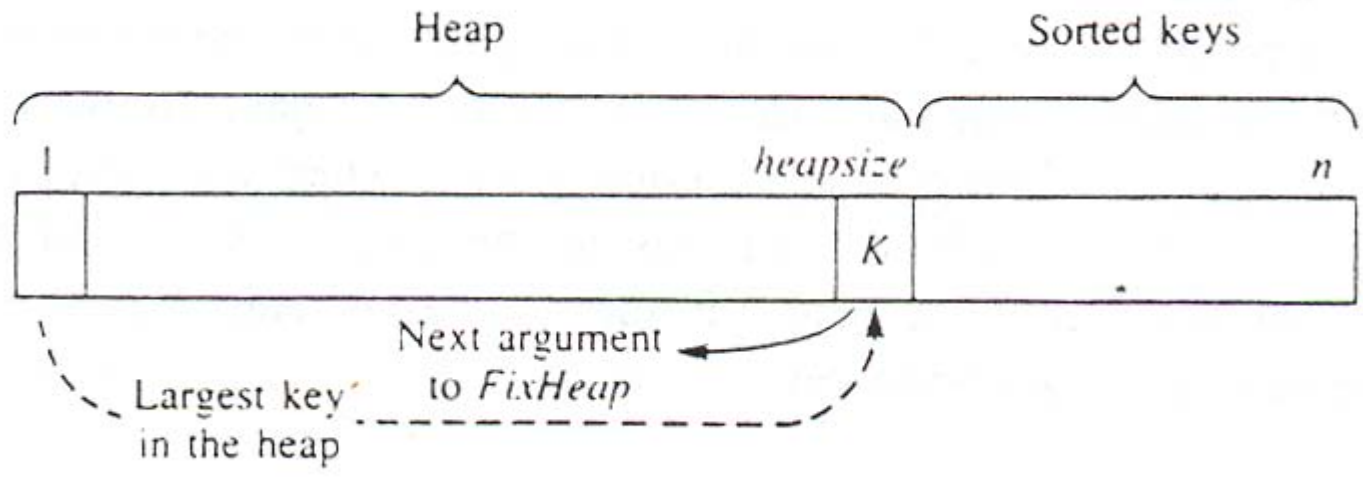 Heap
Sorted keys
1
heapsize
n
K
Next argument
to FixHeap
Largest key
in the heap